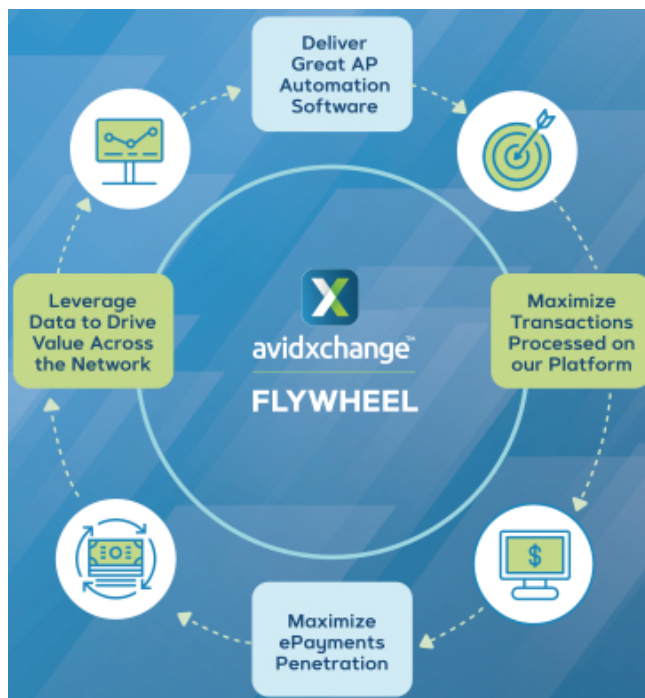 Deliver
Great AP
Automation
Software
Leverage
Data to Drive
Value Across
the Network
X
avidxchange™
FLYWHEEL
Maximize
Transactions
Processed on
our Platform
$
Maximize
ePayments
Penetration